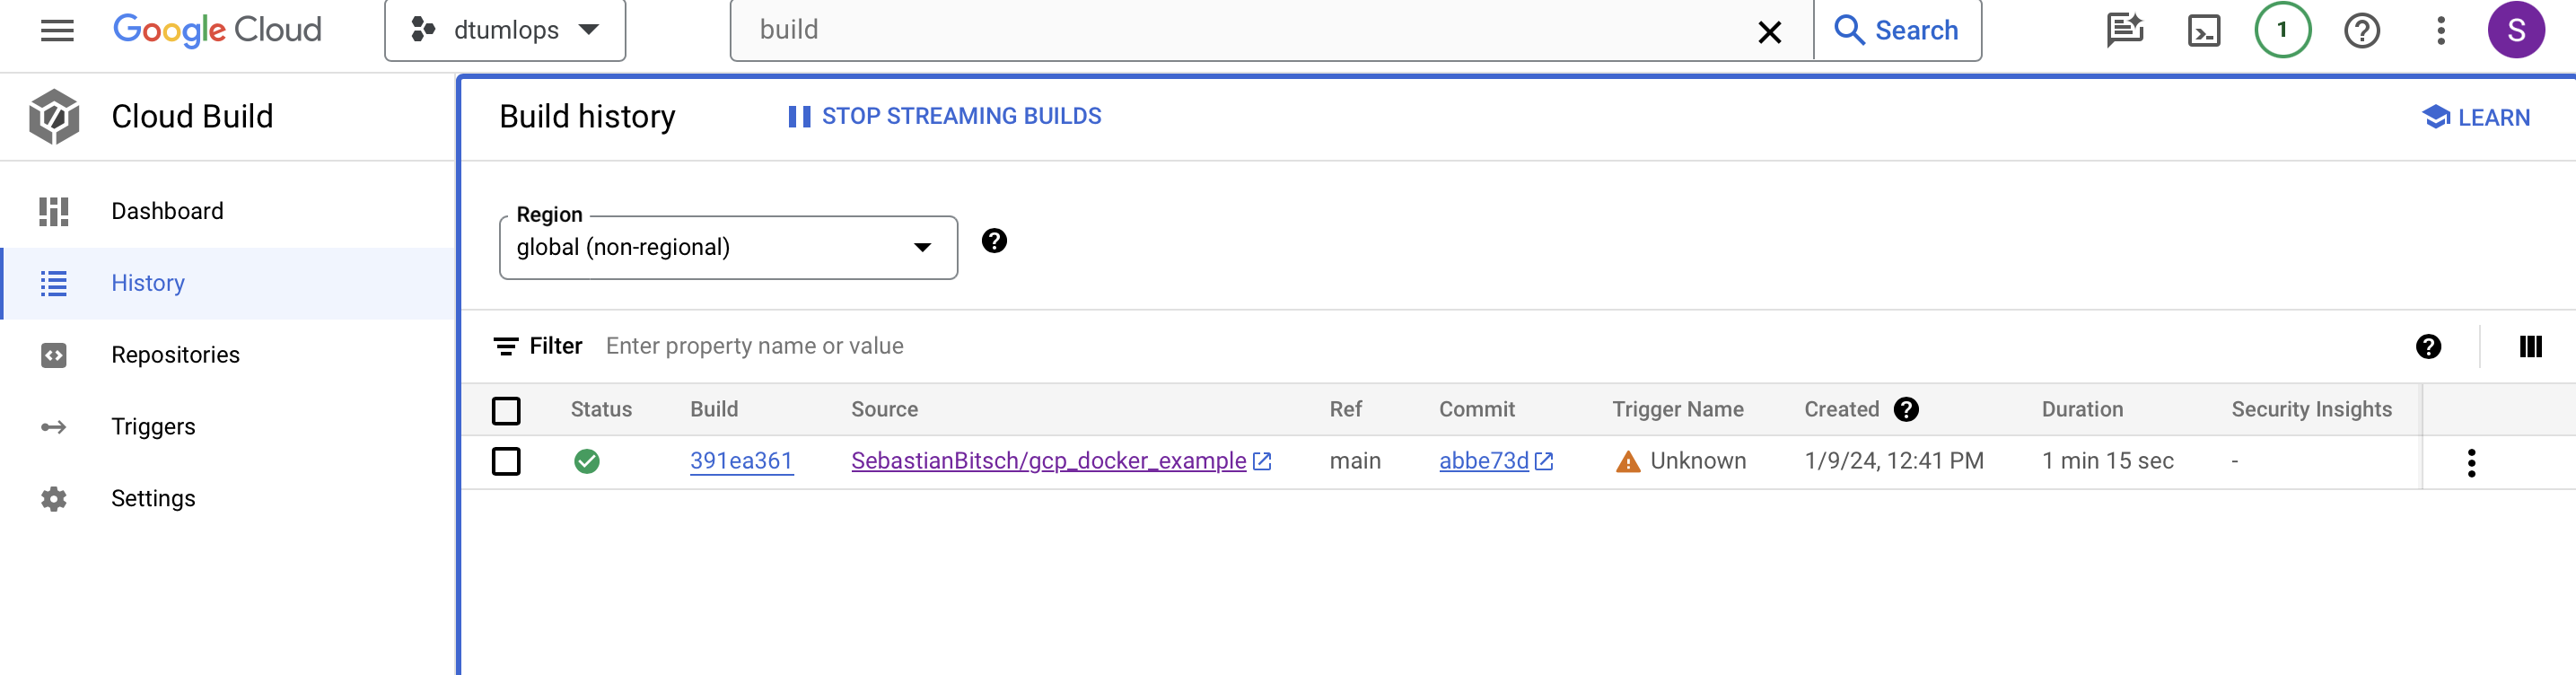 Google Cloud
dtumlops
build
Search
1
S
Cloud Build
Build history
STOP STREAMING BUILDS
LEARN
Dashboard
History
Repositories
Triggers
Settings
Region
global (non-regional)
Filter Enter property name or value
Status Build Source Ref Commit Trigger Name Created Duration Security Insights
391ea361 SebastianBitsch/gcp_docker_example main abbe73d Unknown 1/9/24, 12:41 PM 1 min 15 sec -